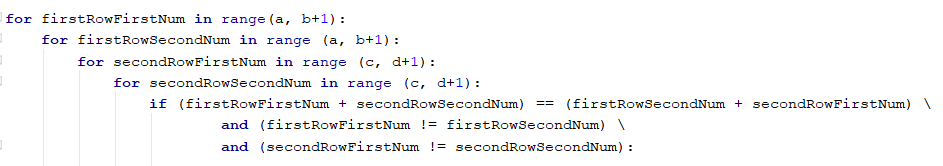 for firstRowFirstNum in range(a, b+1):
for firstRowSecondNum in range (a, b+1):
for secondRowFirstNum in range (c, d+1):
for secondRowSecondNum in range (c, d+1):
if (firstRowFirstNum + secondRowSecondNum) == (firstRowSecondNum + secondRowFirstNum) \
and (firstRowFirstNum != firstRowSecondNum) \
and (secondRowFirstNum != secondRowSecondNum):